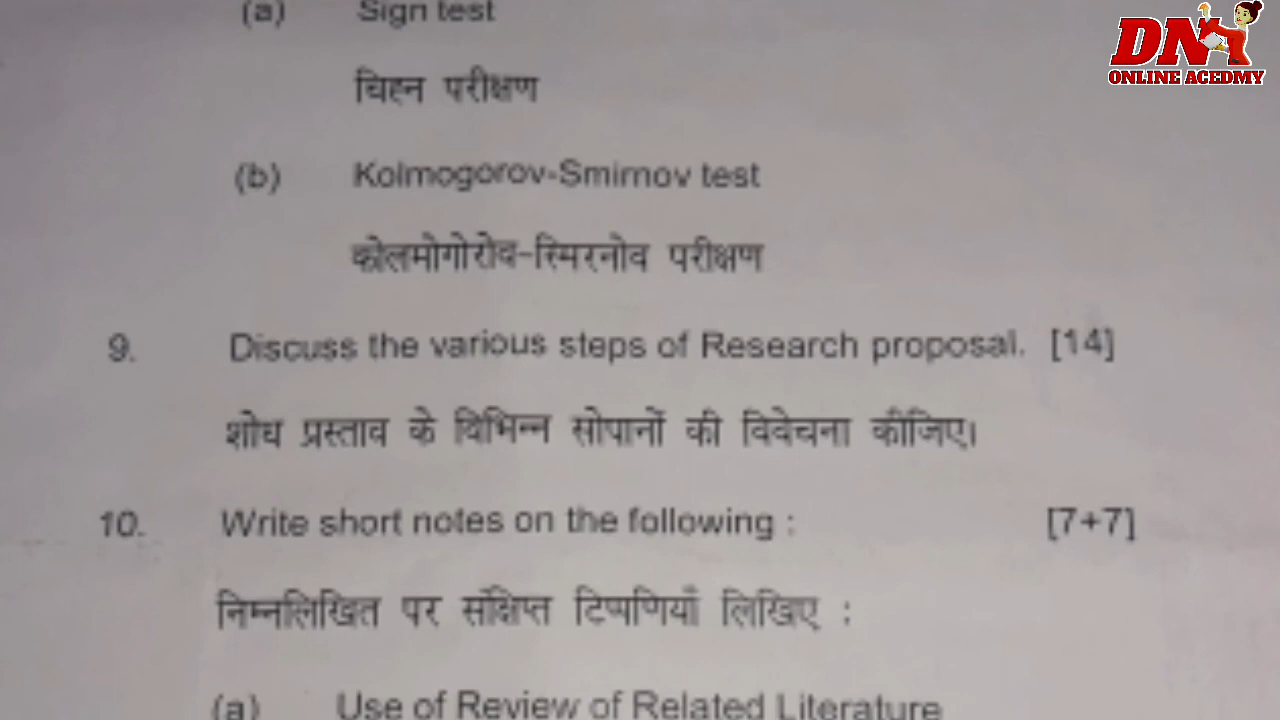 DN
ONLINE ACEDMY
(a) Sign test
चिह्न परीक्षण
(b) Kolmogorov-Smirnov test
कोलमोगोरोव-स्मिरनोव परीक्षण
9. Discuss the various steps of Research proposal. [14]
शोध प्रस्ताव के विभिन्न सोपानों की विवेचना कीजिए।
10. Write short notes on the following : [7+7]
निम्नलिखित पर संक्षिप्त टिप्पणियाँ लिखिए :
(a) Use of Review of Related Literature